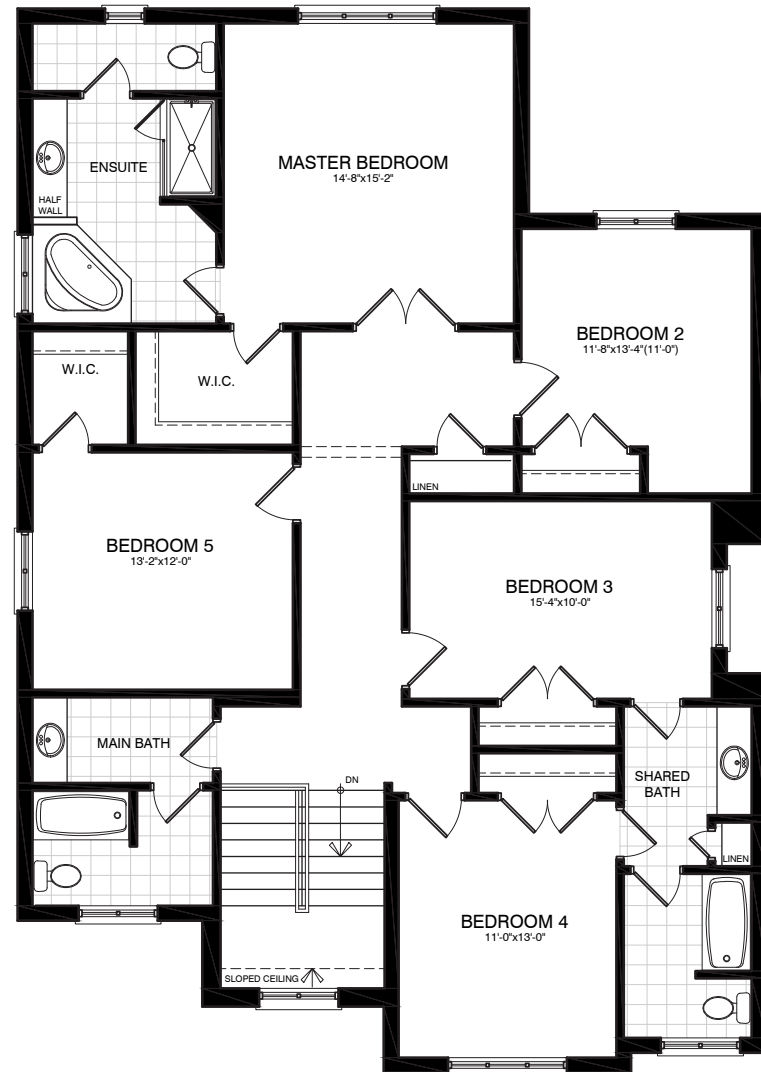 ENSUITE
HALF
WALL
MASTER BEDROOM
14'-8"x15'-2"
BEDROOM 2
11'-8"x13'-4"(11'-0")
W.I.C.
W.I.C.
LINEN
BEDROOM 5
13'-2"x12'-0"
BEDROOM 3
15'-4"x10'-0"
MAIN BATH
DN
SHARED
BATH
LINEN
BEDROOM 4
11'-0"x13'-0"
SLOPED CEILING